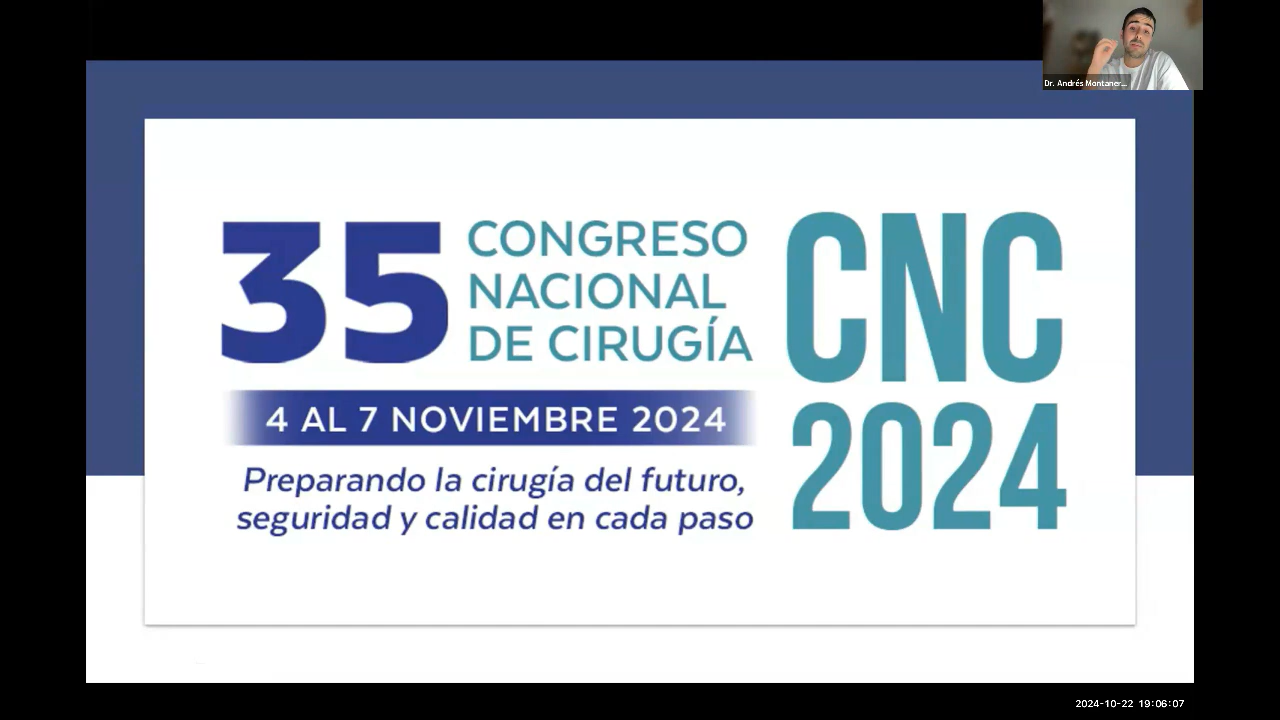 Dr. Andrés Montaner...
35 CONGRESO
NACIONAL
DE CIRUGÍA
4 AL 7 NOVIEMBRE 2024
Preparando la cirugía del futuro,
seguridad y calidad en cada paso
CNC
2024
2024-10-22 19:06:07